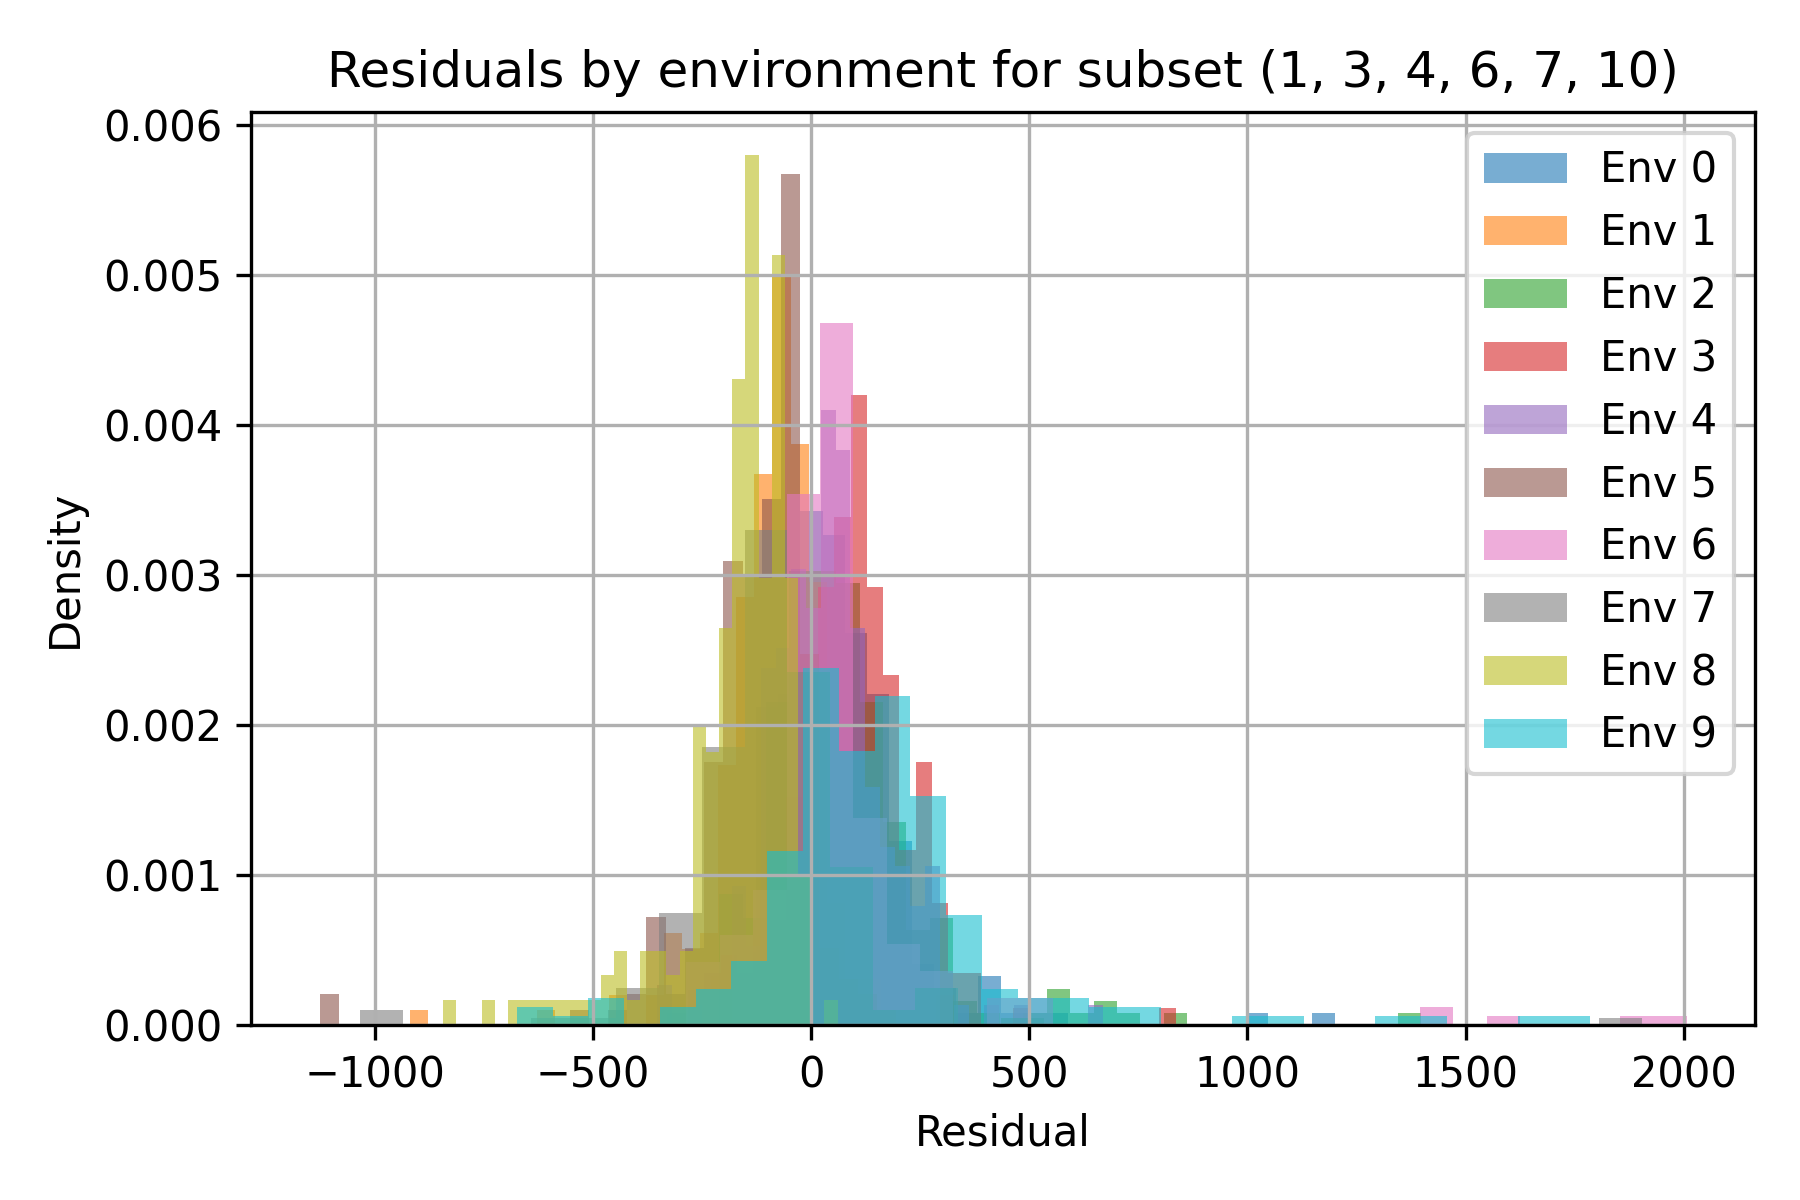 Residuals by environment for subset (1, 3, 4, 6, 7, 10)
0.006
0.005
0.004
0.003
0.002
0.001
0.000
Density
−1000
−500
0
500
1000
1500
2000
Residual
Env 0
Env 1
Env 2
Env 3
Env 4
Env 5
Env 6
Env 7
Env 8
Env 9